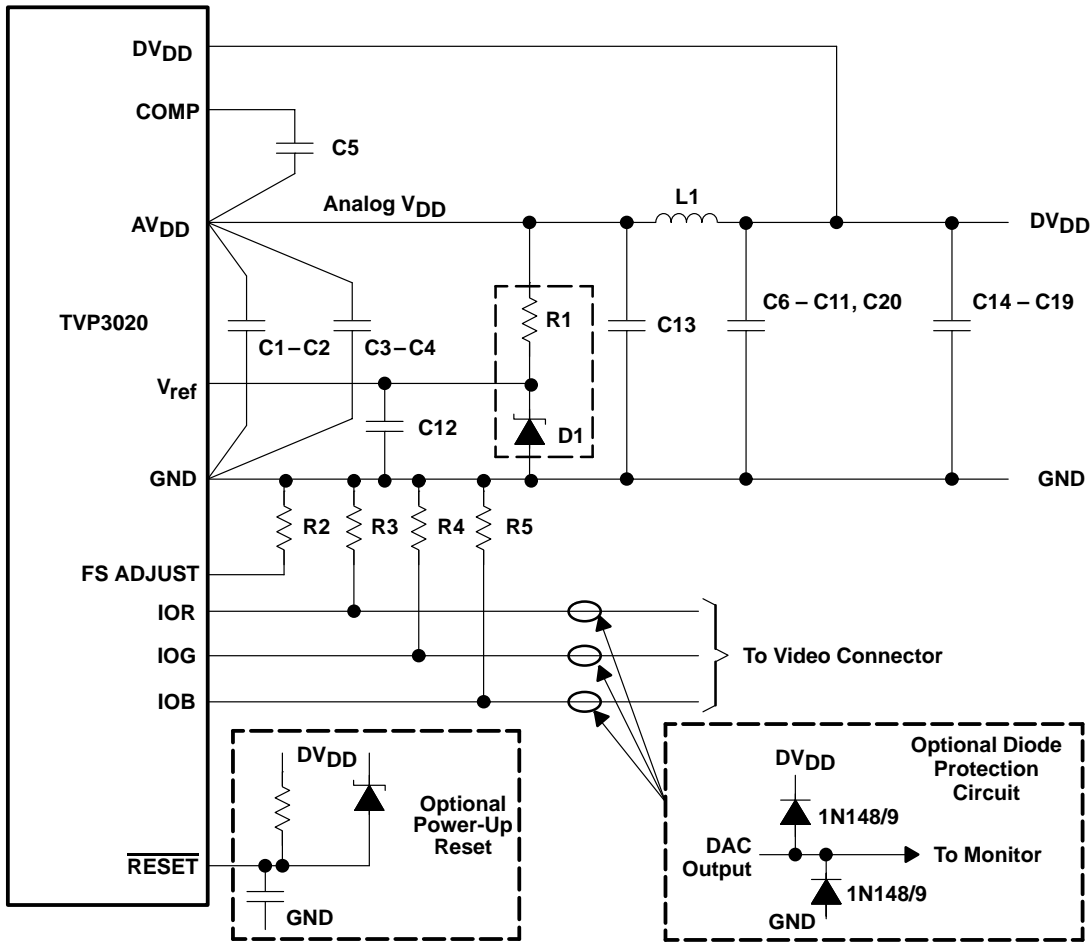 DVDD
COMP
C5
AVDD
Analog VDD
L1
DVDD
TVP3020
C1–C2
C3–C4
R1
C13
C6 – C11, C20
C14 – C19
Vref
C12
D1
GND
GND
R2
R3
R4
R5
FS ADJUST
IOR
IOG
IOB
To Video Connector
DVDD
Optional
Power-Up
Reset
RESET
GND
Optional Diode
Protection
Circuit
DVDD
1N148/9
DAC
Output
To Monitor
1N148/9
GND